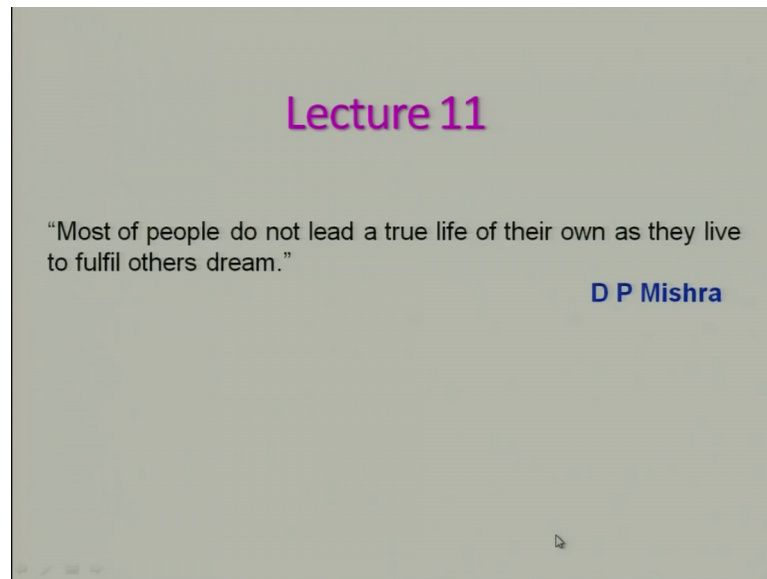 Lecture 11
“Most of people do not lead a true life of their own as they live
to fulfil others dream.”
D P Mishra